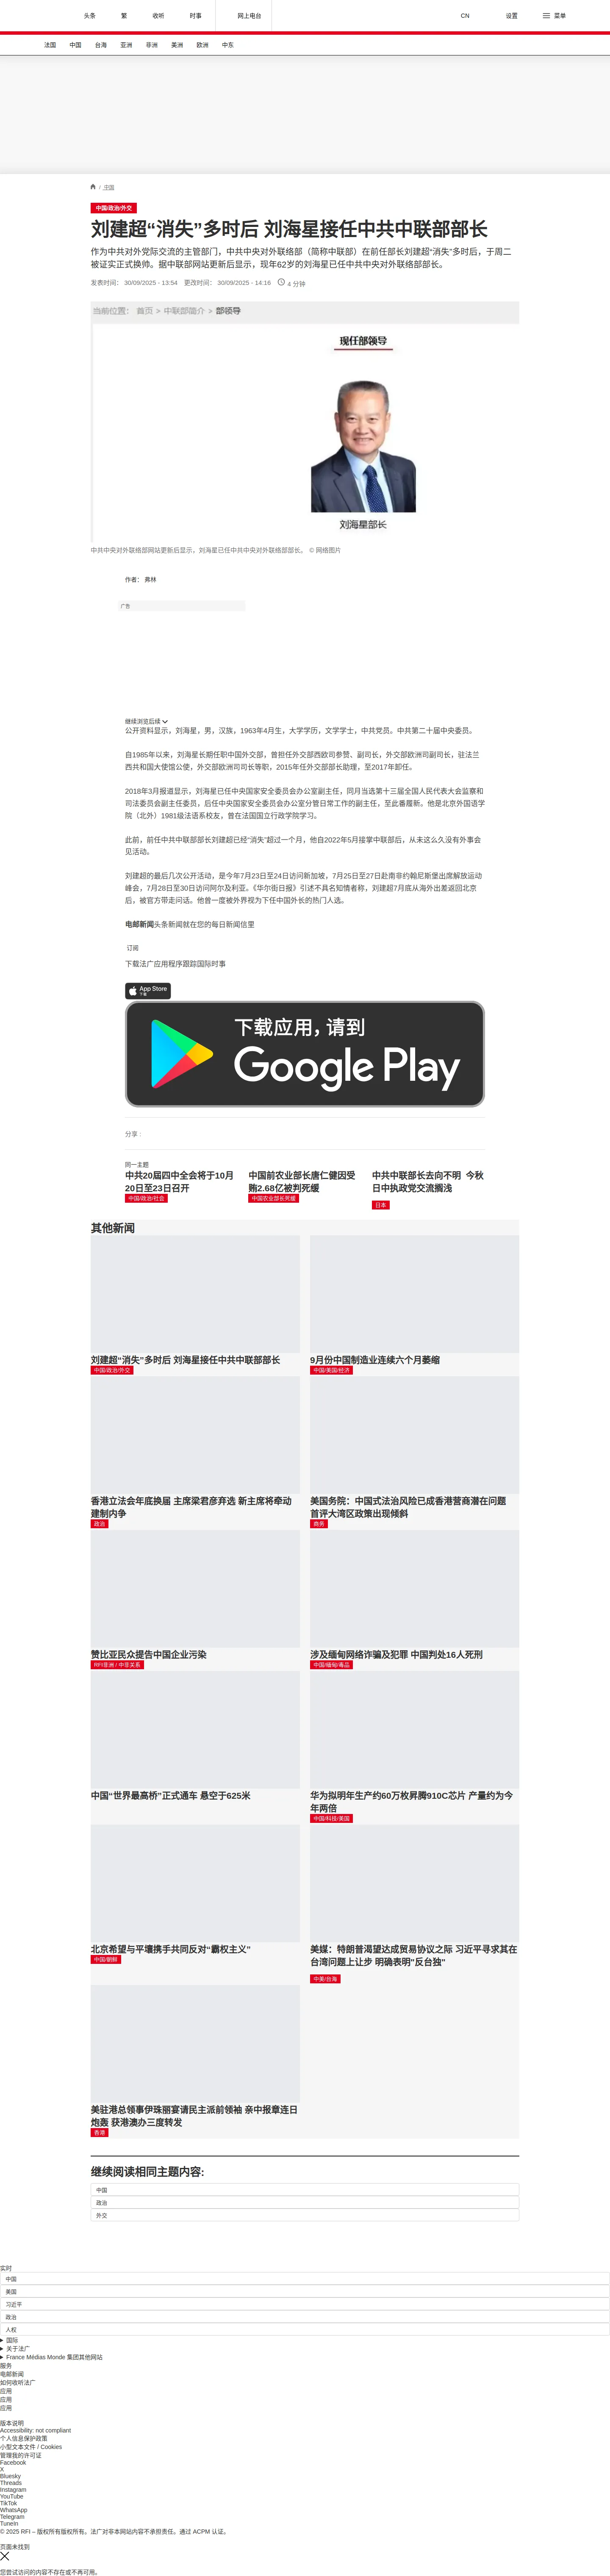 头条
繁
收听
时事
网上电台
CN
设置
菜单
法国
中国
台海
亚洲
非洲
美洲
欧洲
中东
/ 中国
中国/政治/外交
刘建超“消失”多时后 刘海星接任中共中联部部长
作为中共对外党际交流的主管部门，中共中央对外联络部（简称中联部）在前任部长刘建超“消失”多时后，于周二
被证实正式换帅。据中联部网站更新后显示，现年62岁的刘海星已任中共中央对外联络部部长。
发表时间： 30/09/2025 - 13:54 更改时间： 30/09/2025 - 14:16 4 分钟
当前位置： 首页 > 中联部简介 > 部领导
现任部领导
刘海星部长
中共中央对外联络部网站更新后显示，刘海星已任中共中央对外联络部部长。 © 网络图片
作者： 弗林
广告
继续浏览后续
公开资料显示，刘海星，男，汉族，1963年4月生，大学学历，文学学士，中共党员。中共第二十届中央委员。
自1985年以来，刘海星长期任职中国外交部，曾担任外交部西欧司参赞、副司长，外交部欧洲司副司长，驻法兰
西共和国大使馆公使，外交部欧洲司司长等职，2015年任外交部部长助理，至2017年卸任。
2018年3月报道显示，刘海星已任中央国家安全委员会办公室副主任，同月当选第十三届全国人民代表大会监察和
司法委员会副主任委员，后任中央国家安全委员会办公室分管日常工作的副主任，至此番履新。他是北京外国语学
院（北外）1981级法语系校友，曾在法国国立行政学院学习。
此前，前任中共中联部部长刘建超已经“消失”超过一个月，他自2022年5月接掌中联部后，从未这么久没有外事会
见活动。
刘建超的最后几次公开活动，是今年7月23日至24日访问新加坡，7月25日至27日赴南非约翰尼斯堡出席解放运动
峰会，7月28日至30日访问阿尔及利亚。《华尔街日报》引述不具名知情者称，刘建超7月底从海外出差返回北京
后，被官方带走问话。他曾一度被外界视为下任中国外长的热门人选。
电邮新闻头条新闻就在您的每日新闻信里
订阅
下载法广应用程序跟踪国际时事
App Store
下载
下载应用，请到
Google Play
分享 :
同一主题
中共20届四中全会将于10月
20日至23日召开
中国/政治/社会
中国前农业部长唐仁健因受
贿2.68亿被判死缓
中国农业部长死缓
中共中联部长去向不明 今秋
日中执政党交流搁浅
日本
其他新闻
刘建超“消失”多时后 刘海星接任中共中联部部长
中国/政治/外交
9月份中国制造业连续六个月萎缩
中国/美国/经济
香港立法会年底换届 主席梁君彦弃选 新主席将牵动
建制内争
政治
美国务院：中国式法治风险已成香港营商潜在问题
首评大湾区政策出现倾斜
商务
赞比亚民众提告中国企业污染
RFI非洲 / 中非关系
涉及缅甸网络诈骗及犯罪 中国判处16人死刑
中国/缅甸/毒品
中国“世界最高桥”正式通车 悬空于625米
华为拟明年生产约60万枚昇腾910C芯片 产量约为今
年两倍
中国/科技/美国
北京希望与平壤携手共同反对“霸权主义”
中国/朝鲜
美媒：特朗普渴望达成贸易协议之际 习近平寻求其在
台湾问题上让步 明确表明"反台独"
中美/台海
美驻港总领事伊珠丽宴请民主派前领袖 亲中报章连日
炮轰 获港澳办三度转发
香港
继续阅读相同主题内容:
中国
政治
外交
实时
中国
美国
习近平
政治
人权
国际
关于法广
France Médias Monde 集团其他网站
服务
电邮新闻
如何收听法广
应用
应用
应用
版本说明
Accessibility: not compliant
个人信息保护政策
小型文本文件 / Cookies
管理我的许可证
Facebook
X
Bluesky
Threads
Instagram
YouTube
TikTok
WhatsApp
Telegram
TuneIn
© 2025 RFI – 版权所有版权所有。法广对非本网站内容不承担责任。通过 ACPM 认证。
页面未找到
您尝试访问的内容不存在或不再可用。